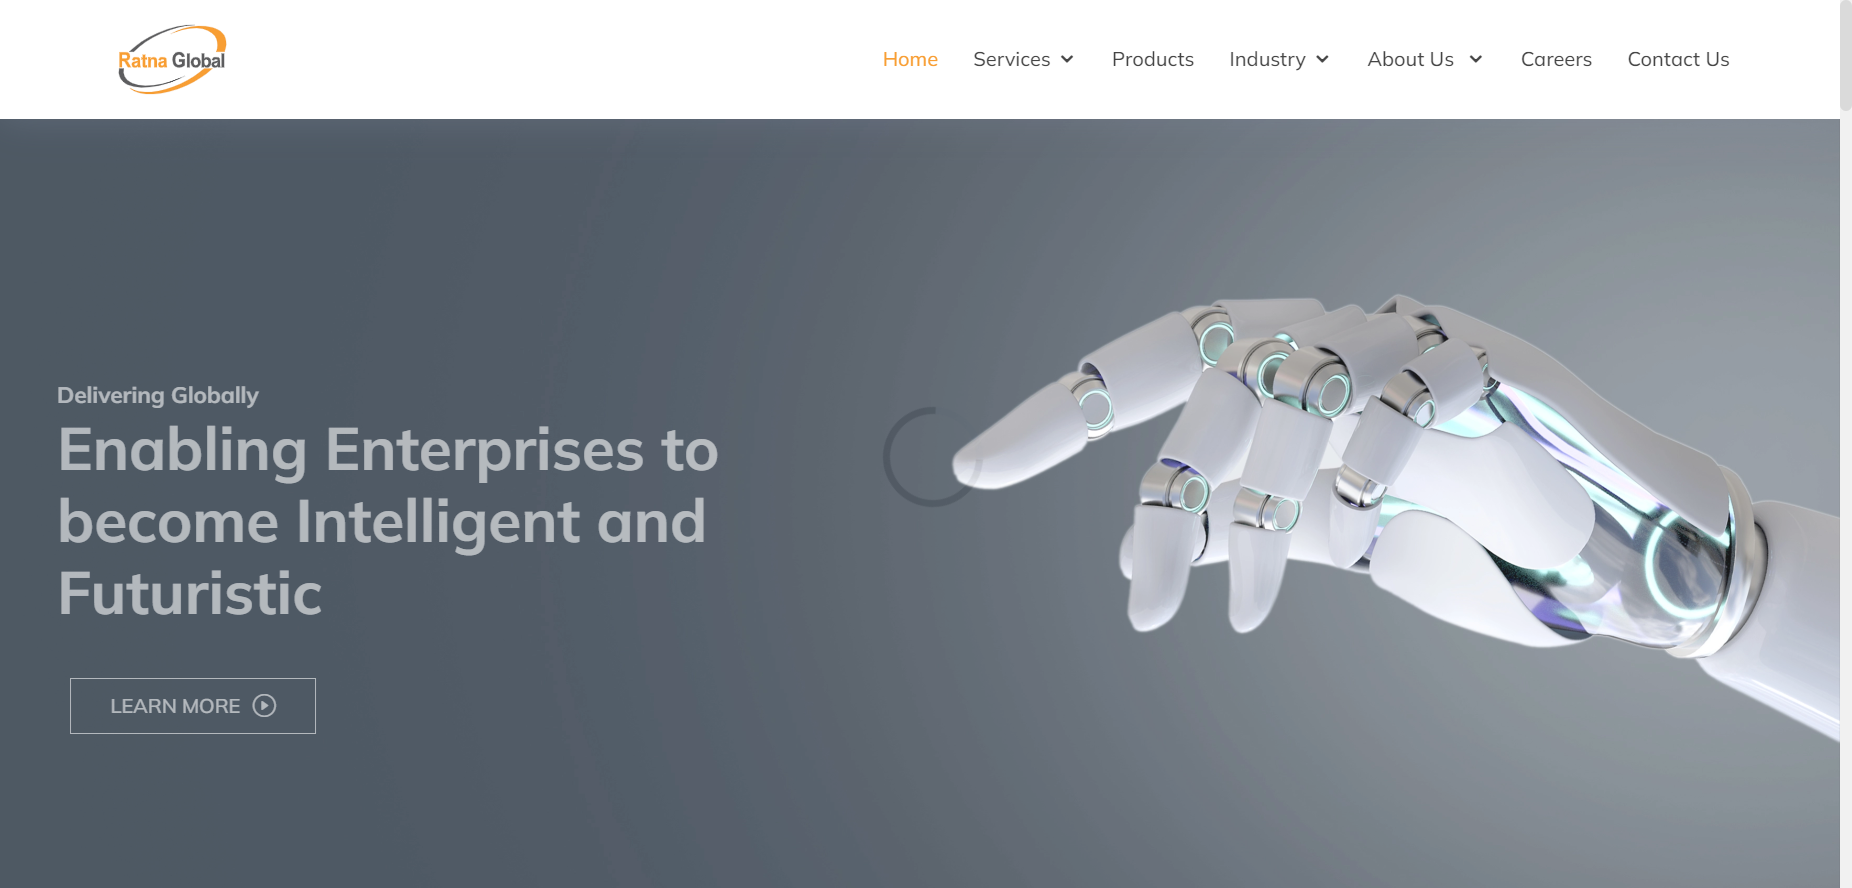 Ratna Global
Home Services Products Industry About Us Careers Contact Us
Delivering Globally
Enabling Enterprises to
become Intelligent and
Futuristic
LEARN MORE